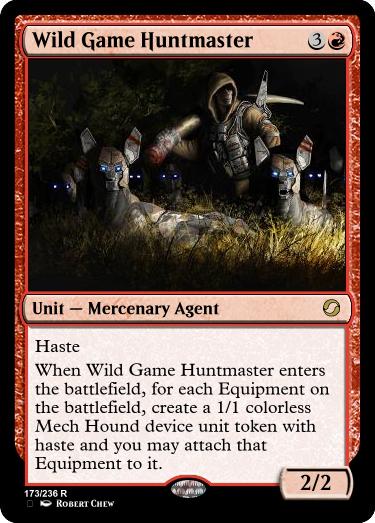 Wild Game Huntmaster 3
Unit — Mercenary Agent
Haste
When Wild Game Huntmaster enters
the battlefield, for each Equipment on
the battlefield, create a 1/1 colorless
Mech Hound device unit token with
haste and you may attach that
Equipment to it.
2/2
173/236 R
Robert Chew